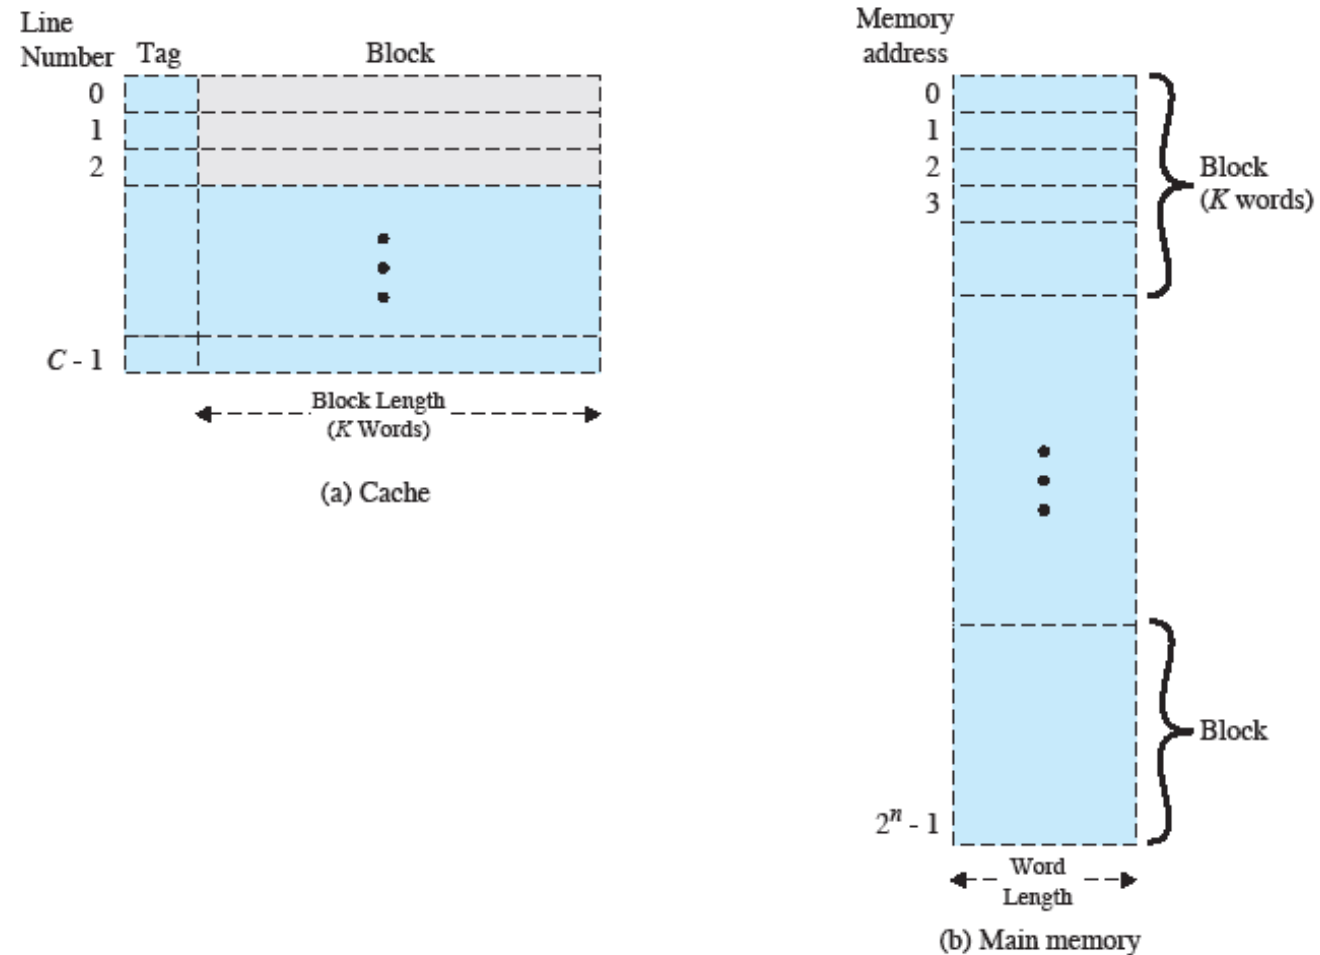 Line
Number Tag Block
0
1
2
C - 1
Block Length
(K Words)
(a) Cache
Memory
address
0
1
2
3
Block
(K words)
Block
2ⁿ - 1
Word
Length
(b) Main memory